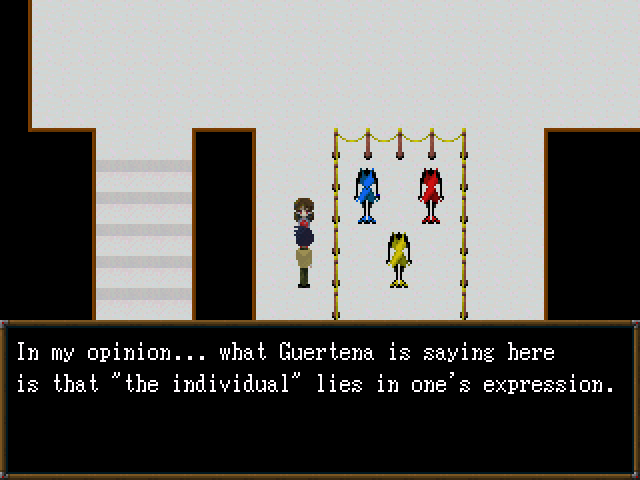 In my opinion... what Guertena is saying here
is that "the individual" lies in one's expression.